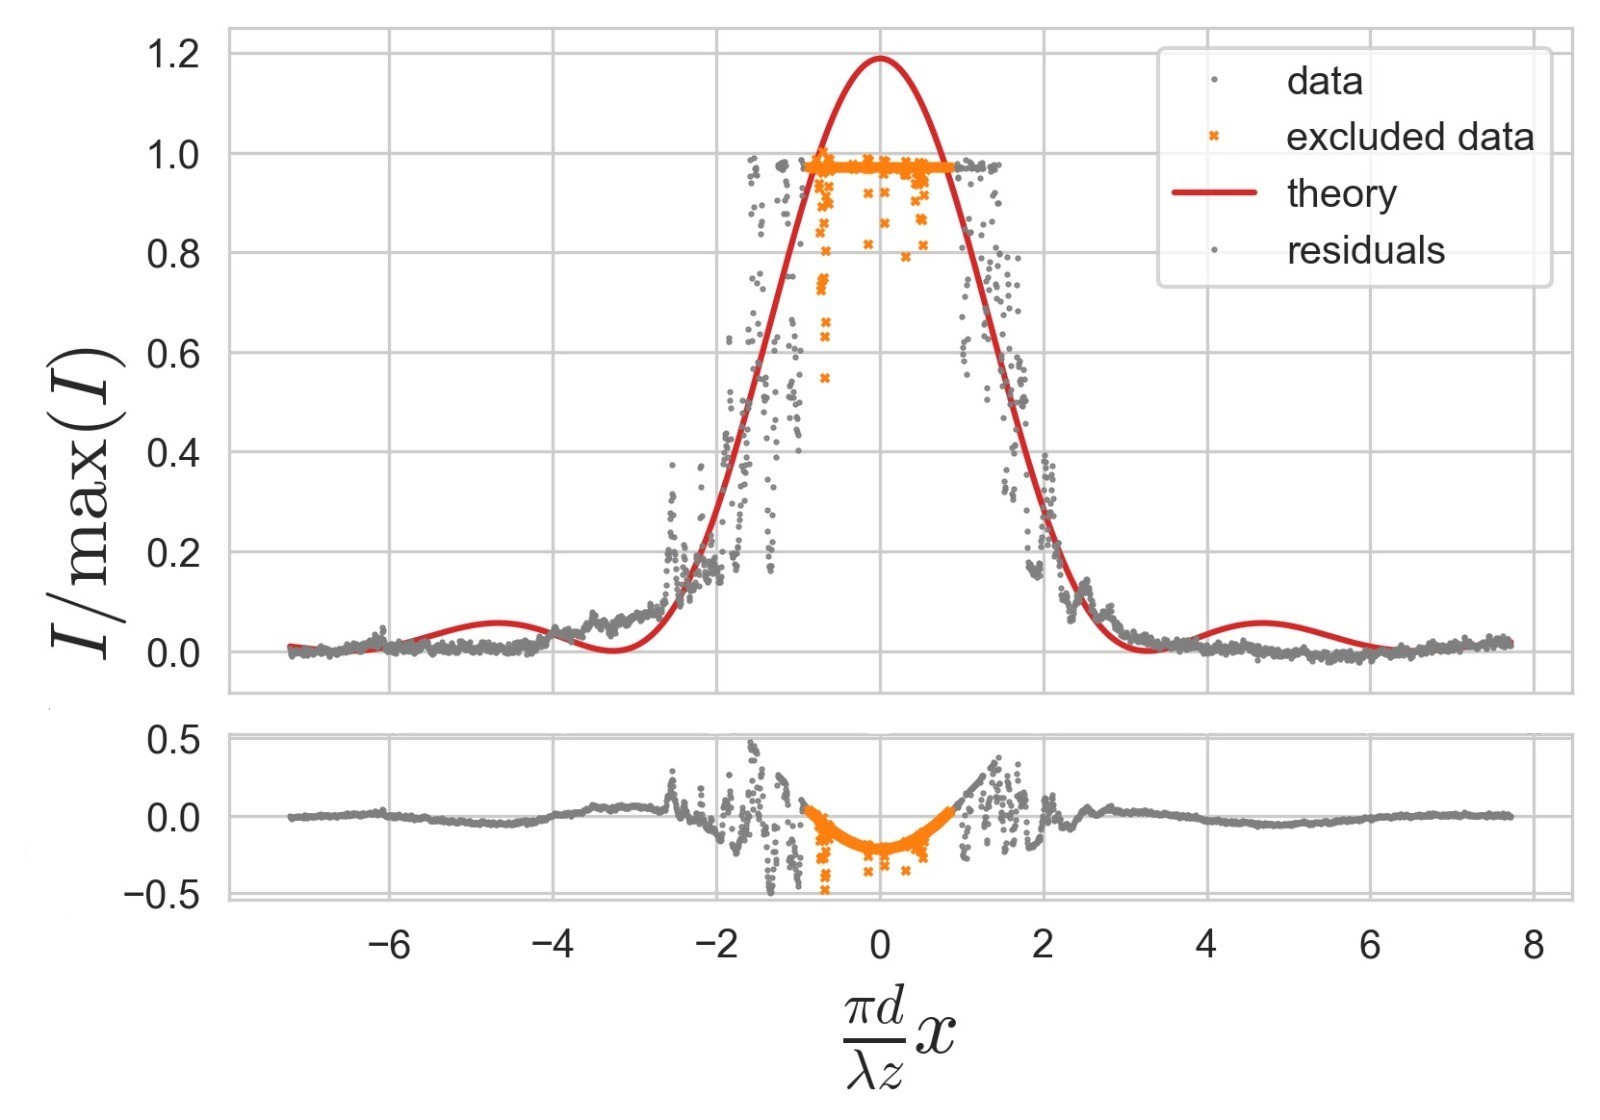 I/max(I)
1.2
1.0
0.8
0.6
0.4
0.2
0.0
data
excluded data
theory
residuals
0.5
0.0
−0.5
−6 −4 −2 0 2 4 6 8
πd/λz x